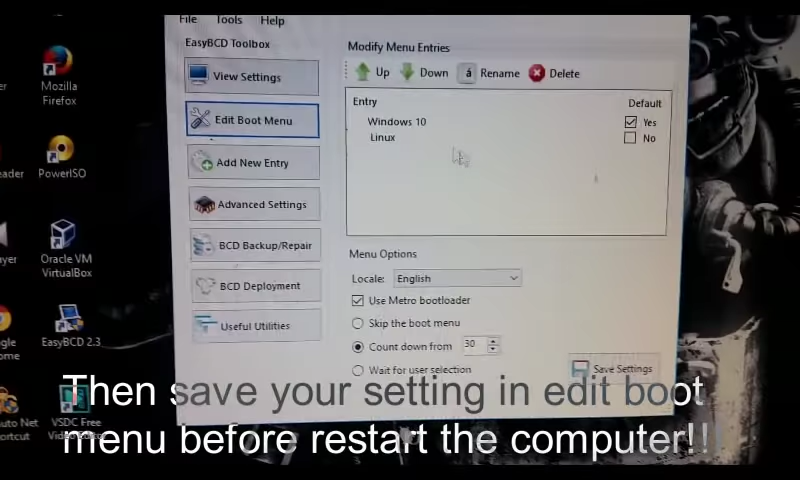 File Tools Help
EasyBCD Toolbox
View Settings
Edit Boot Menu
Add New Entry
Advanced Settings
BCD Backup/Repair
BCD Deployment
Useful Utilities
Modify Menu Entries
Up Down Rename Delete
Entry Default
Windows 10 Yes
Linux No
Menu Options
Locale: English
Use Metro bootloader
Skip the boot menu
Count down from 30
Wait for user selection
Save Settings
Mozilla
Firefox
PowerISO
Oracle VM
VirtualBox
EasyBCD 2.3
VSDC Free
Then save your setting in edit boot
menu before restart the computer!!!